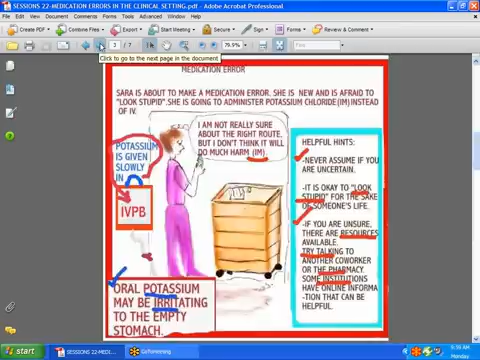 SESSIONS 22-MEDICATION ERRORS IN THE CLINICAL SETTING.pdf - Adobe Acrobat Professional
File Edit View Document Comments Forms Tools Advanced Window Help
Create PDF Combine Files Export Start Meeting Secure Sign Forms Review & Comment
3 / 7 79.9% Find
Click to go to the next page in the document
MEDICATION ERROR
SARA IS ABOUT TO MAKE A MEDICATION ERROR. SHE IS NEW AND IS AFRAID TO
"LOOK STUPID".SHE IS GOING TO ADMINISTER POTASSIUM CHLORIDE (IM) INSTEAD
OF IV.
I AM NOT REALLY SURE
ABOUT THE RIGHT ROUTE.
BUT I DON'T THINK IT WILL
DO MUCH HARM (IM)
POTASSIUM
IS GIVEN
SLOWLY
IN
IVPB
HELPFUL HINTS:
-NEVER ASSUME IF YOU
ARE UNCERTAIN.
-IT IS OKAY TO "LOOK
STUPID" FOR THE SAKE
OF SOMEONE'S LIFE.
-IF YOU ARE UNSURE,
THERE ARE RESOURCES
AVAILABLE.
TRY TALKING TO
ANOTHER COWORKER
OR THE PHARMACY.
SOME INSTITUTIONS
HAVE ONLINE INFORMA
-TION THAT CAN BE
HELPFUL.
ORAL POTASSIUM
MAY BE IRRITATING
TO THE EMPTY
STOMACH.
start Adobe Acrobat Prof... GoToMeeting
Monday